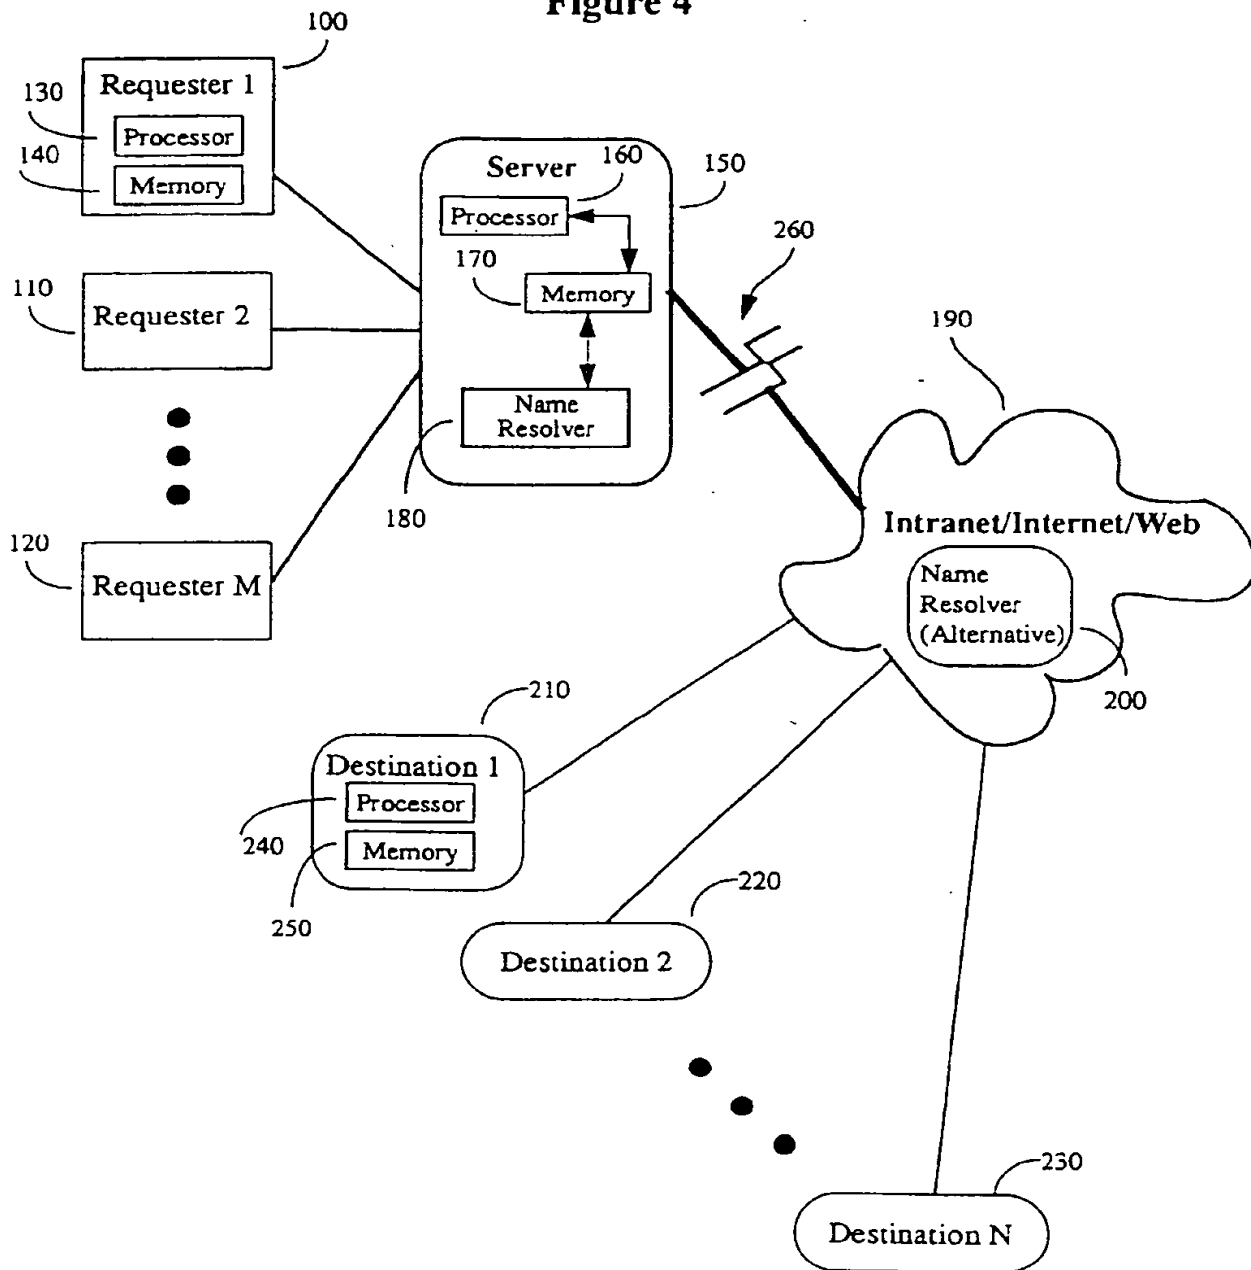 Figure 4
100
Requester 1
130
Processor
140
Memory
Server
160
150
Processor
110
Requester 2
170
Memory
260
190
Name
Resolver
180
120
Requester M
Intranet/Internet/Web
Name
Resolver
(Alternative)
200
210
Destination 1
Processor
240
Memory
250
220
Destination 2
230
Destination N